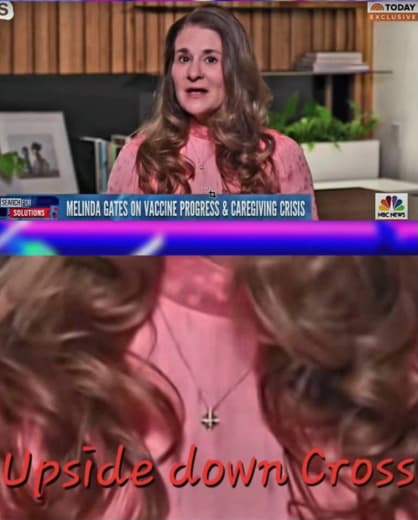 S
TODAY
EXCLUSIVE
SEARCH FOR
SOLUTIONS
MELINDA GATES ON VACCINE PROGRESS & CAREGIVING CRISIS
NBC NEWS
Upside down Cross